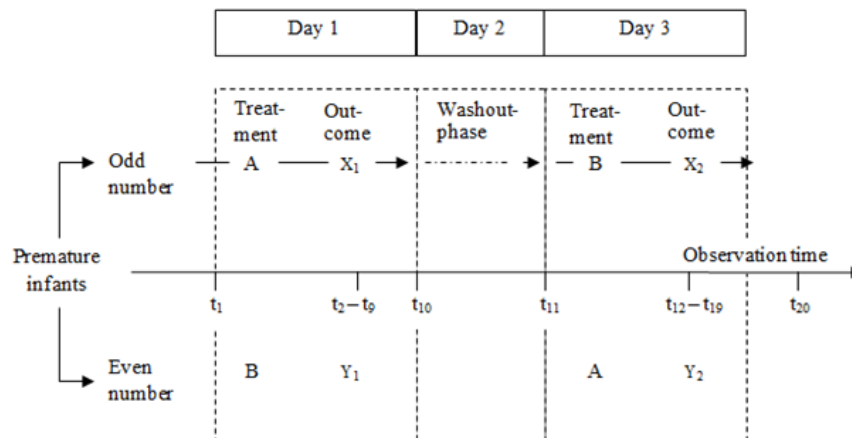 Day 1 Day 2 Day 3
Treat-
ment
Out-
come
Washout-
phase
Treat-
ment
Out-
come
Odd
number
A X₁ B X₂
Premature
infants
Observation time
t₁ t₂–t₉ t₁₀ t₁₁ t₁₂–t₁₉ t₂₀
Even
number
B Y₁ A Y₂